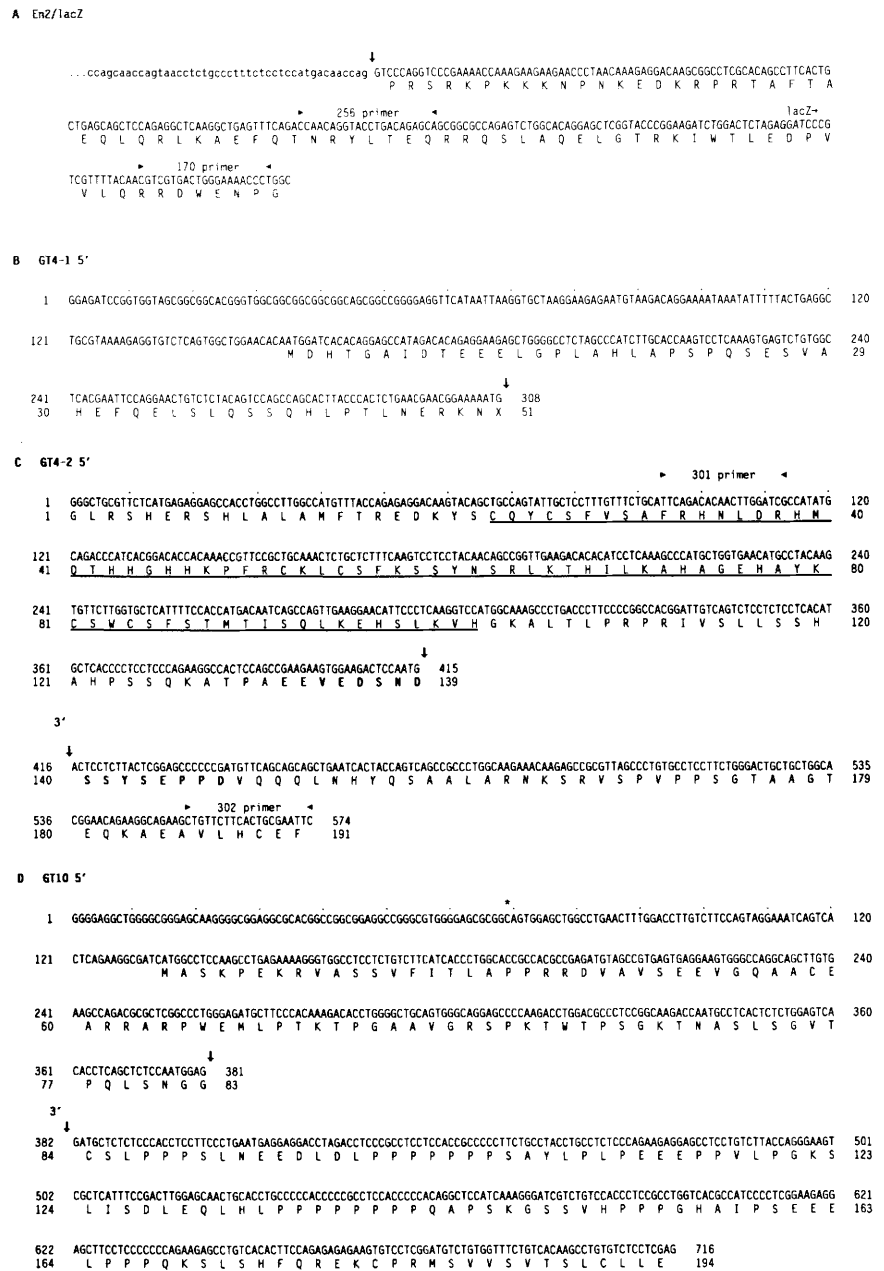 A En2/lacZ
↓
...ccagcaaccagtaacctctgccctttctcctccatgacaaccag GTCCCAGGTCCCGAAAACCAAAGAAGAAGAACCCTAACAAAGAGGACAAGCGGCCTCGCACAGCCTTCACTG
P R S R K P K K K N P N K E D K R P R T A F T A
► 256 primer ◄ lacZ→
CTGAGCAGCTCCAGAGGCTCAAGGCTGAGTTTCAGACCAACAGGTACCTGACAGAGCAGCGGCGCCAGAGTCTGGCACAGGAGCTCGGTACCCGGAAGATCTGGACTCTAGAGGATCCCG
E Q L Q R L K A E F Q T N R Y L T E Q R R Q S L A Q E L G T R K I W T L E D P V
► 170 primer ◄
TCGTTTTACAACGTCGTGACTGGGAAAACCCTGGC
V L Q R R D W E N P G
B GT4-1 5'
1 GGAGATCCGGTGGTAGCGGCGGCACGGGTGGCGGCGGCGGCGGCAGCGGCCGGGGAGGTTCATAATTAAGGTGCTAAGGAAGAGAATGTAAGACAGGAAAATAAATATTTTTACTGAGGC 120
121 TGCGTAAAAGAGGTGTCTCAGTGGCTGGAACACAATGGATCACACAGGAGCCATAGACACAGAGGAAGAGCTGGGGCCTCTAGCCCATCTTGCACCAAGTCCTCAAAGTGAGTCTGTGGC 240
M D H T G A I D T E E E L G P L A H L A P S P Q S E S V A 29
↓
241 TCACGAATTCCAGGAACTGTCTCTACAGTCCAGCCAGCACTTACCCACTCTGAACGAACGGAAAAATG 308
30 H E F Q E L S L Q S S Q H L P T L N E R K N X 51
C GT4-2 5'
► 301 primer ◄
1 GGGCTGCGTTCTCATGAGAGGAGCCACCTGGCCTTGGCCATGTTTACCAGAGAGGACAAGTACAGCTGCCAGTATTGCTCCTTTGTTTCTGCATTCAGACACAACTTGGATCGCCATATG 120
1 G L R S H E R S H L A L A M F T R E D K Y S C Q Y C S F V S A F R H N L D R H M 40
121 CAGACCCATCACGGACACCACAAACCGTTCCGCTGCAAACTCTGCTCTTTCAAGTCCTCCTACAACAGCCGGTTGAAGACACACATCCTCAAAGCCCATGCTGGTGAACATGCCTACAAG 240
41 Q T H H G H H K P F R C K L C S F K S S Y N S R L K T H I L K A H A G E H A Y K 80
241 TGTTCTTGGTGCTCATTTTCCACCATGACAATCAGCCAGTTGAAGGAACATTCCCTCAAGGTCCATGGCAAAGCCCTGACCCTTCCCCGGCCACGGATTGTCAGTCTCCTCTCCTCACAT 360
81 C S W C S F S T M T I S Q L K E H S L K V H G K A L T L P R P R I V S L L S S H 120
↓
361 GCTCACCCCTCCTCCCAGAAGGCCACTCCAGCCGAAGAAGTGGAAGACTCCAATG 415
121 A H P S S Q K A T P A E E V E D S N D 139
3'
↓
416 ACTCCTCTTACTCGGAGCCCCCCGATGTTCAGCAGCAGCTGAATCACTACCAGTCAGCCGCCCTGGCAAGAAACAAGAGCCGCGTTAGCCCTGTGCCTCCTTCTGGGACTGCTGCTGGCA 535
140 S S Y S E P P D V Q Q Q L N H Y Q S A A L A R N K S R V S P V P P S G T A A G T 179
► 302 primer ◄
536 CGGAACAGAAGGCAGAAGCTGTTCTTCACTGCGAATTC 574
180 E Q K A E A V L H C E F 191
D GT10 5'
*
1 GGGGAGGCTGGGGCGGGAGCAAGGGGCGGAGGCGCACGGCCGGCGGAGGCCGGGCGTGGGGAGCGCGGCAGTGGAGCTGGCCTGAACTTTGGACCTTGTCTTCCAGTAGGAAATCAGTCA 120
121 CTCAGAAGGCGATCATGGCCTCCAAGCCTGAGAAAAGGGTGGCCTCCTCTGTCTTCATCACCCTGGCACCGCCACGCCGAGATGTAGCCGTGAGTGAGGAAGTGGGCCAGGCAGCTTGTG 240
M A S K P E K R V A S S V F I T L A P P R R D V A V S E E V G Q A A C E
241 AAGCCAGACGCGCTCGGCCCTGGGAGATGCTTCCCACAAAGACACCTGGGGCTGCAGTGGGCAGGAGCCCCAAGACCTGGACGCCCTCCGGCAAGACCAATGCCTCACTCTCTGGAGTCA 360
60 A R R A R P W E M L P T K T P G A A V G R S P K T W T P S G K T N A S L S G V T
↓
361 CACCTCAGCTCTCCAATGGAG 381
77 P Q L S N G G 83
3'
↓
382 GATGCTCTCTCCCACCTCCTTCCCTGAATGAGGAGGACCTAGACCTCCCGCCTCCTCCACCGCCCCCTTCTGCCTACCTGCCTCTCCCAGAAGAGGAGCCTCCTGTCTTACCAGGGAAGT 501
84 C S L P P P S L N E E D L D L P P P P P P P S A Y L P L P E E E P P V L P G K S 123
502 CGCTCATTTCCGACTTGGAGCAACTGCACCTGCCCCCACCCCCGCCTCCACCCCCACAGGCTCCATCAAAGGGATCGTCTGTCCACCCTCCGCCTGGTCACGCCATCCCCTCGGAAGAGG 621
124 L I S D L E Q L H L P P P P P P P P Q A P S K G S S V H P P P G H A I P S E E E 163
622 AGCTTCCTCCCCCCCAGAAGAGCCTGTCACACTTCCAGAGAGAGAAGTGTCCTCGGATGTCTGTGGTTTCTGTCACAAGCCTGTGTCTCCTCGAG 716
164 L P P P Q K S L S H F Q R E K C P R M S V V S V T S L C L L E 194